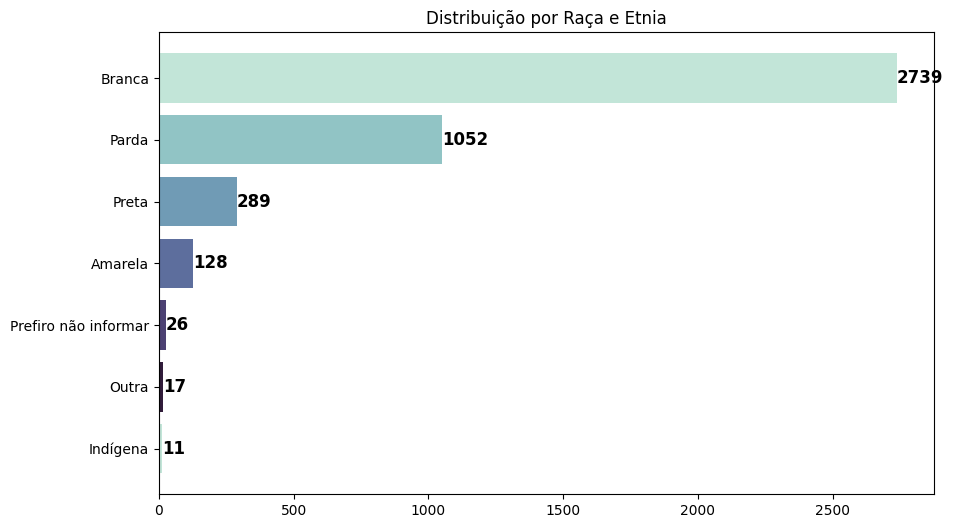 Distribuição por Raça e Etnia
Branca 2739
Parda 1052
Preta 289
Amarela 128
Prefiro não informar 26
Outra 17
Indígena 11
0 500 1000 1500 2000 2500